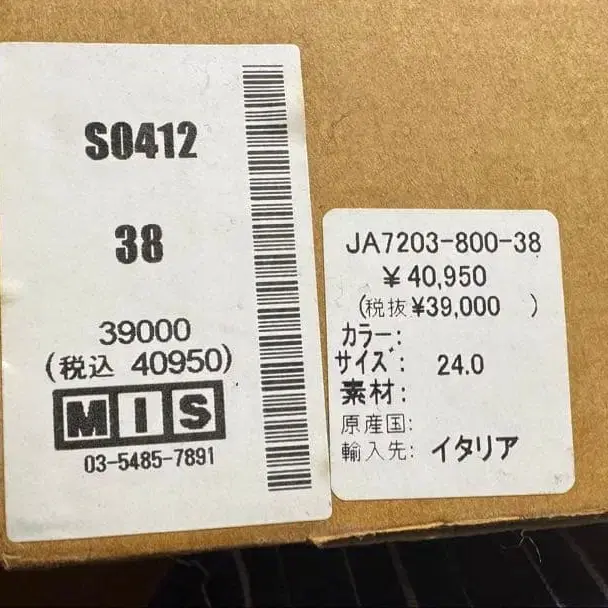 S0412
38
39000
(税込 40950)
MIS
03-5485-7891
JA7203-800-38
¥40,950
(税抜¥39,000 )
カラー:
サイズ: 24.0
素材:
原産国:
輸入先: イタリア